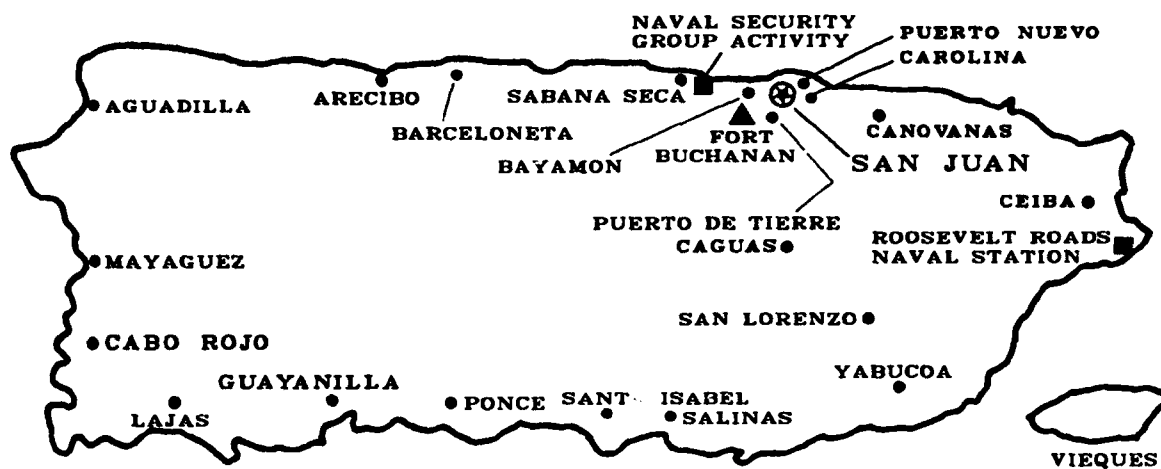 NAVAL SECURITY
GROUP ACTIVITY
PUERTO NUEVO
CAROLINA
AGUADILLA
ARECIBO
BARCELONETA
SABANA SECA
BAYAMON
FORT
BUCHANAN
CANOVANAS
SAN JUAN
CEIBA
PUERTO DE TIERRE
CAGUAS
ROOSEVELT ROADS
NAVAL STATION
MAYAGUEZ
SAN LORENZO
CABO ROJO
GUAYANILLA
YABUCOA
LAJAS
PONCE
SANT ISABEL
SALINAS
VIEQUES